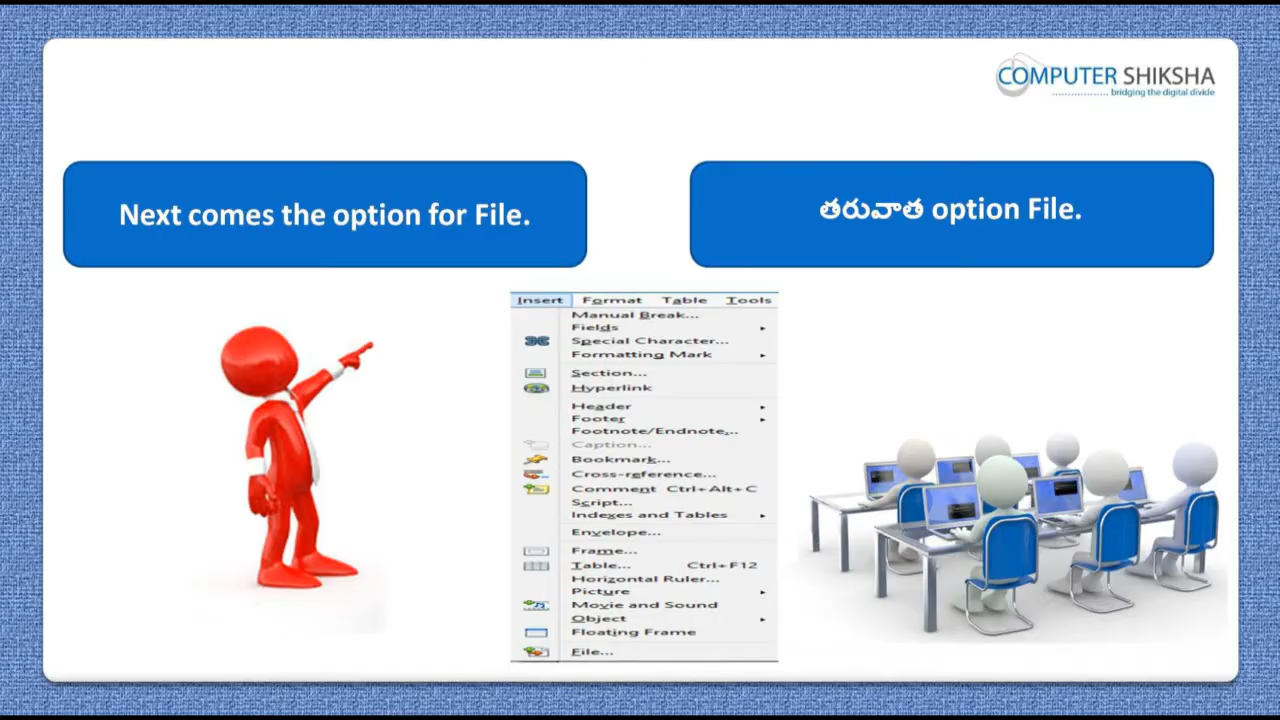 COMPUTER SHIKSHA
bridging the digital divide
Next comes the option for File.
తరువాత option File.
Insert Format Table Tools
Manual Break...
Fields
Special Character...
Formatting Mark
Section...
Hyperlink
Header
Footer
Footnote/Endnote...
Caption...
Bookmark...
Cross-reference...
Comment Ctrl+Alt+C
Script...
Indexes and Tables
Envelope...
Frame...
Table... Ctrl+F12
Horizontal Ruler...
Picture
Movie and Sound
Object
Floating Frame
File...